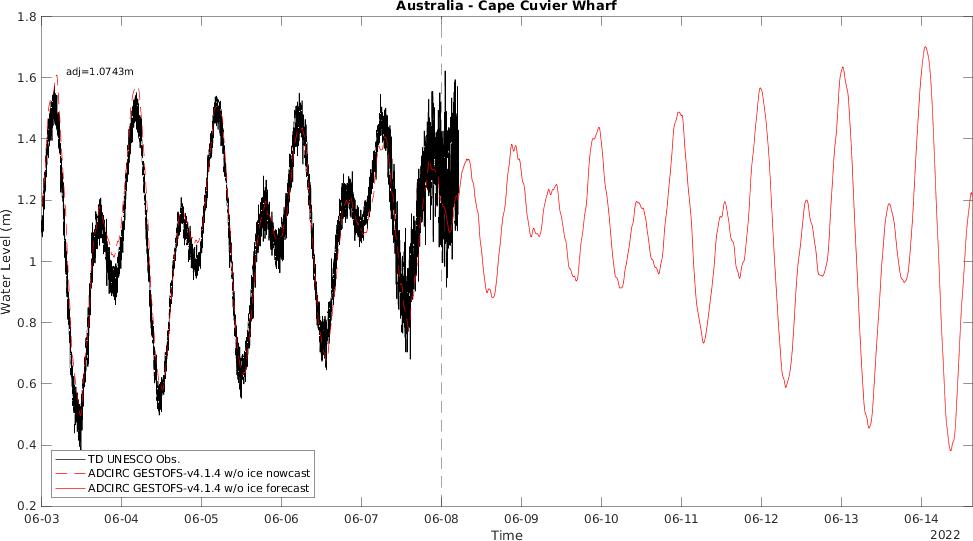 Australia - Cape Cuvier Wharf
adj=1.0743m
Water Level (m)
1.8
1.6
1.4
1.2
1
0.8
0.6
0.4
0.2
TD UNESCO Obs.
ADCIRC GESTOFS-v4.1.4 w/o ice nowcast
ADCIRC GESTOFS-v4.1.4 w/o ice forecast
06-03 06-04 06-05 06-06 06-07 06-08 06-09 06-10 06-11 06-12 06-13 06-14
Time
2022